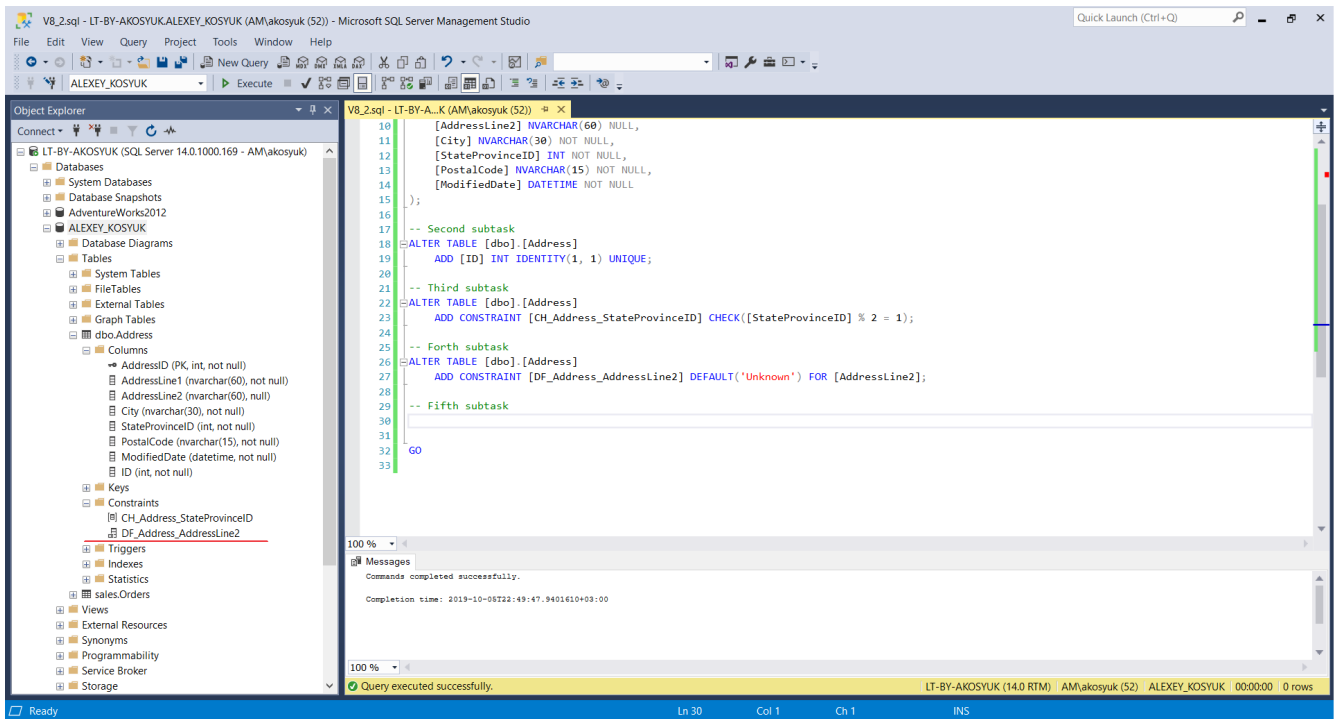 V8_2.sql - LT-BY-AKOSYUK.ALEXEY_KOSYUK (AM\akosyuk (52)) - Microsoft SQL Server Management Studio
Quick Launch (Ctrl+Q)
File Edit View Query Project Tools Window Help
New Query
MDX DMX XMLA DAX
ALEXEY_KOSYUK
Execute
Object Explorer
Connect
LT-BY-AKOSYUK (SQL Server 14.0.1000.169 - AM\akosyuk)
Databases
System Databases
Database Snapshots
AdventureWorks2012
ALEXEY_KOSYUK
Database Diagrams
Tables
System Tables
FileTables
External Tables
Graph Tables
dbo.Address
Columns
AddressID (PK, int, not null)
AddressLine1 (nvarchar(60), not null)
AddressLine2 (nvarchar(60), null)
City (nvarchar(30), not null)
StateProvinceID (int, not null)
PostalCode (nvarchar(15), not null)
ModifiedDate (datetime, not null)
ID (int, not null)
Keys
Constraints
CH_Address_StateProvinceID
DF_Address_AddressLine2
Triggers
Indexes
Statistics
sales.Orders
Views
External Resources
Synonyms
Programmability
Service Broker
Storage
V8_2.sql - LT-BY-A...K (AM\akosyuk (52))
10 [AddressLine2] NVARCHAR(60) NULL,
11 [City] NVARCHAR(30) NOT NULL,
12 [StateProvinceID] INT NOT NULL,
13 [PostalCode] NVARCHAR(15) NOT NULL,
14 [ModifiedDate] DATETIME NOT NULL
15 );
16
17 -- Second subtask
18 ALTER TABLE [dbo].[Address]
19 ADD [ID] INT IDENTITY(1, 1) UNIQUE;
20
21 -- Third subtask
22 ALTER TABLE [dbo].[Address]
23 ADD CONSTRAINT [CH_Address_StateProvinceID] CHECK([StateProvinceID] % 2 = 1);
24
25 -- Forth subtask
26 ALTER TABLE [dbo].[Address]
27 ADD CONSTRAINT [DF_Address_AddressLine2] DEFAULT('Unknown') FOR [AddressLine2];
28
29 -- Fifth subtask
30
31
32 GO
33
100 %
Messages
Commands completed successfully.
Completion time: 2019-10-05T22:49:47.9401610+03:00
100 %
Query executed successfully.
LT-BY-AKOSYUK (14.0 RTM) AM\akosyuk (52) ALEXEY_KOSYUK 00:00:00 0 rows
Ready
Ln 30 Col 1 Ch 1 INS